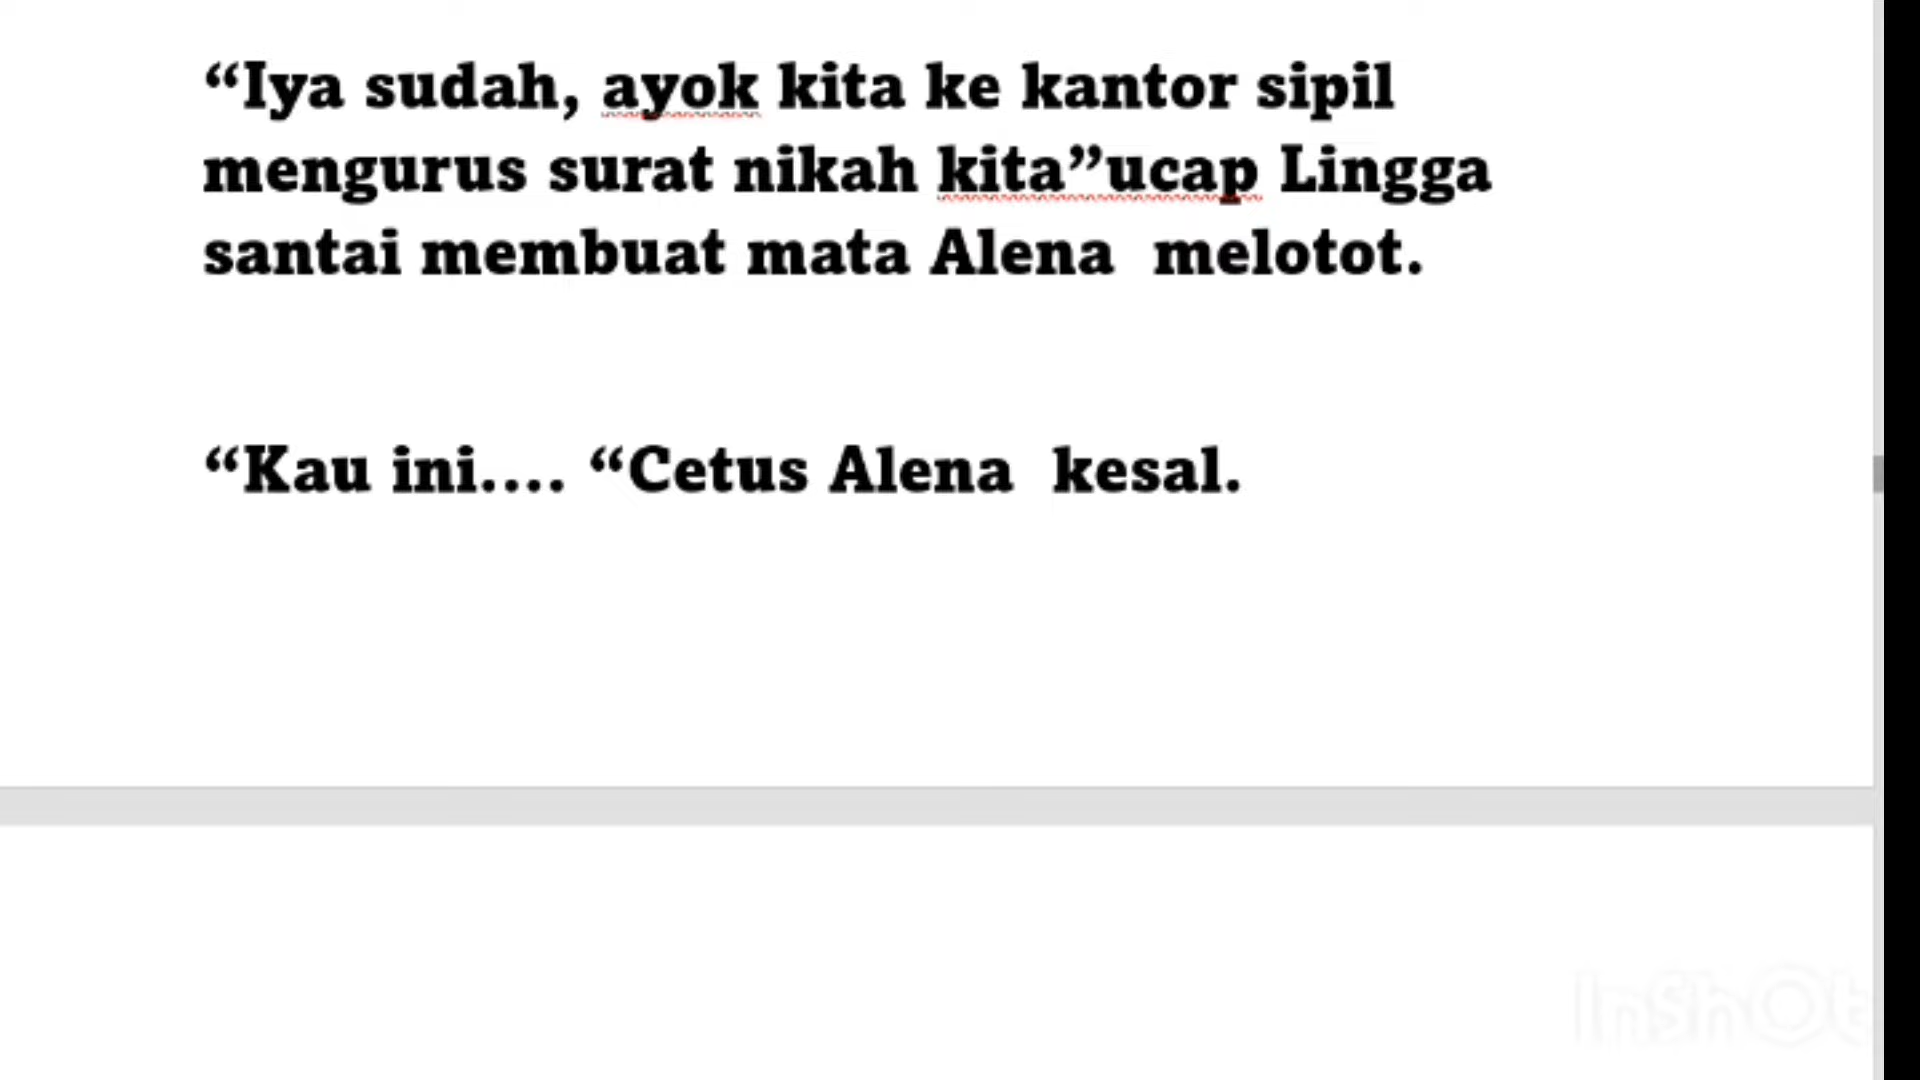 “Iya sudah, ayok kita ke kantor sipil
mengurus surat nikah kita”ucap Lingga
santai membuat mata Alena  melotot.
“Kau ini.... “Cetus Alena  kesal.
InShOt